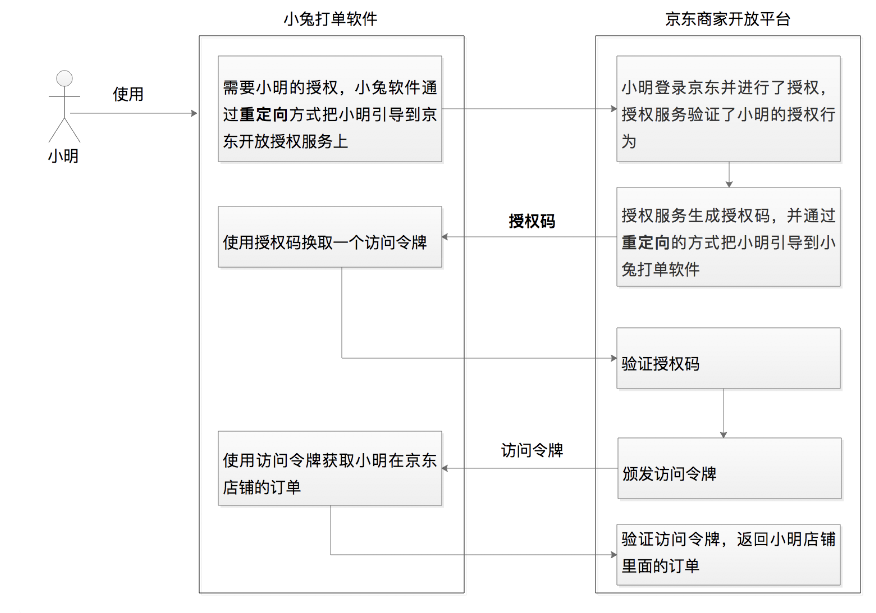 小兔打单软件
京东商家开放平台
使用
小明
需要小明的授权，小兔软件通
过重定向方式把小明引导到京
东开放授权服务上
小明登录京东并进行了授权，
授权服务验证了小明的授权行
为
授权服务生成授权码，并通过
重定向的方式把小明引导到小
兔打单软件
授权码
使用授权码换取一个访问令牌
验证授权码
访问令牌
颁发访问令牌
使用访问令牌获取小明在京东
店铺的订单
验证访问令牌，返回小明店铺
里面的订单